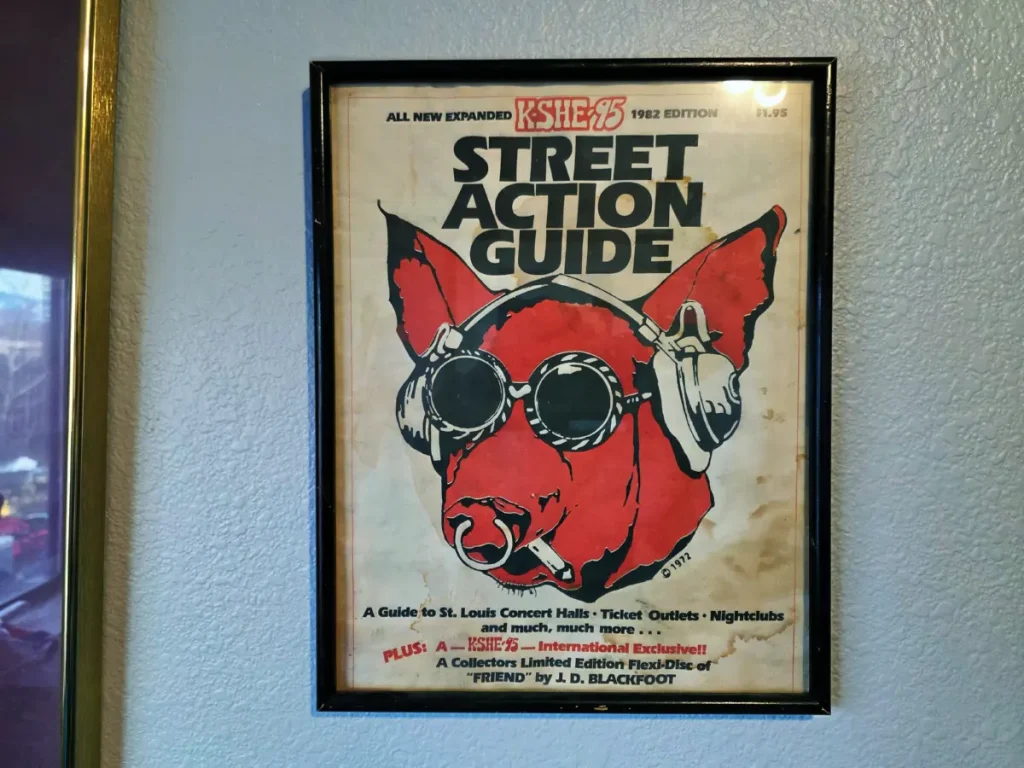 ALL NEW EXPANDED K-SHE-95 1982 EDITION $1.95
STREET
ACTION
GUIDE
© 1972
A Guide to St. Louis Concert Halls · Ticket Outlets · Nightclubs
and much, much more . . .
PLUS: A — KSHE-95 — International Exclusive!!
A Collectors Limited Edition Flexi-Disc of
"FRIEND" by J. D. BLACKFOOT